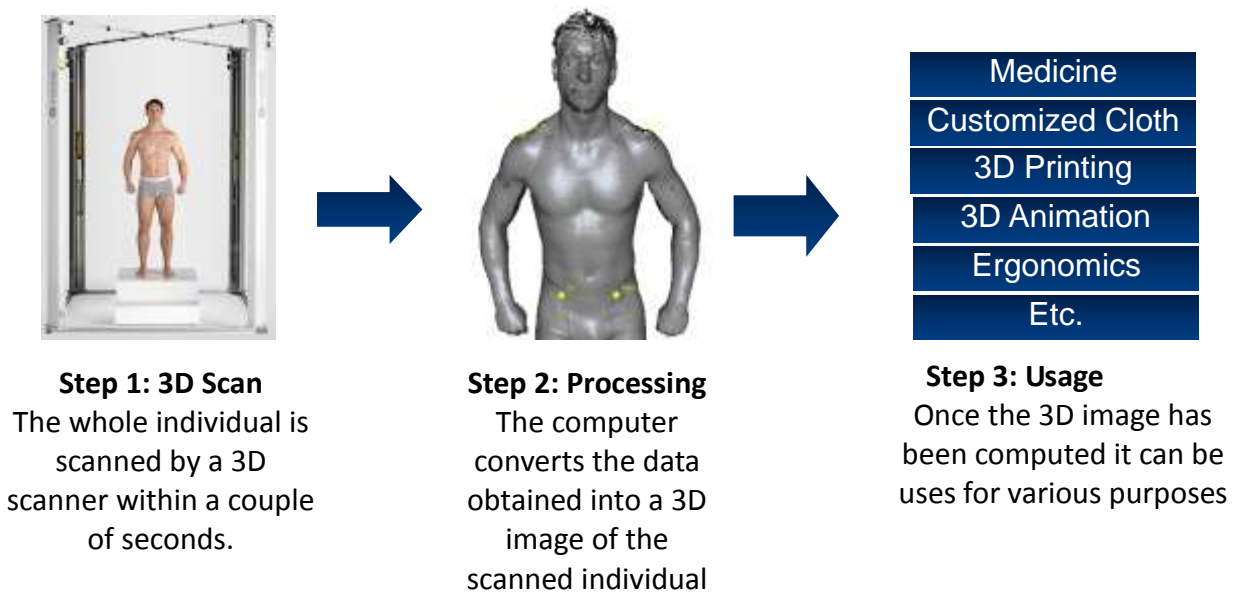 Medicine
Customized Cloth
3D Printing
3D Animation
Ergonomics
Etc.
Step 1: 3D Scan
The whole individual is
scanned by a 3D
scanner within a couple
of seconds.
Step 2: Processing
The computer
converts the data
obtained into a 3D
image of the
scanned individual
Step 3: Usage
Once the 3D image has
been computed it can be
uses for various purposes